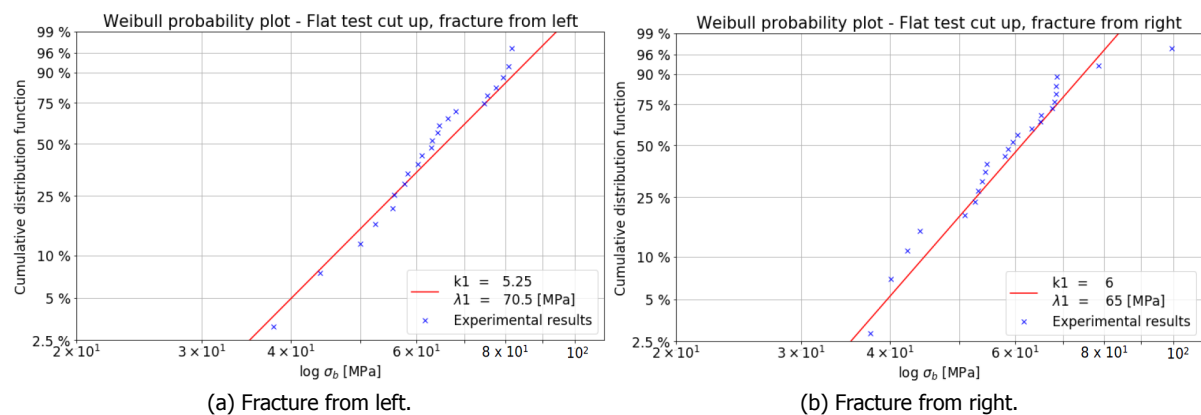 Weibull probability plot - Flat test cut up, fracture from left
99 %
96 %
90 %
75 %
50 %
25 %
10 %
5 %
2.5 %
Cumulative distribution function
k1 = 5.25
λ1 = 70.5 [MPa]
Experimental results
2 × 10¹
3 × 10¹
4 × 10¹
6 × 10¹
8 × 10¹
10²
log σb [MPa]
(a) Fracture from left.
Weibull probability plot - Flat test cut up, fracture from right
99 %
96 %
90 %
75 %
50 %
25 %
10 %
5 %
2.5 %
Cumulative distribution function
k1 = 6
λ1 = 65 [MPa]
Experimental results
2 × 10¹
3 × 10¹
4 × 10¹
6 × 10¹
8 × 10¹
10²
log σb [MPa]
(b) Fracture from right.